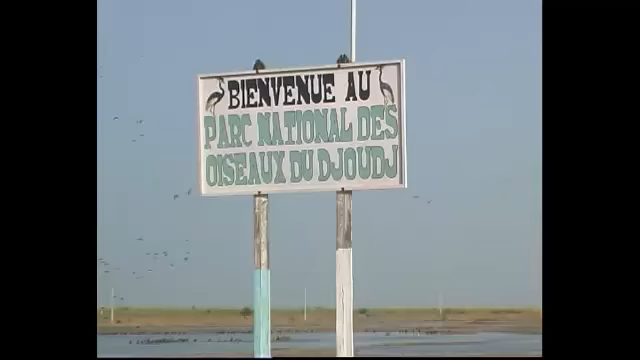 BIENVENUE AU
PARC NATIONAL DES
OISEAUX DU DJOUDJ